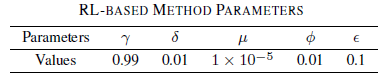 RL-BASED METHOD PARAMETERS
Parameters γ δ μ ϕ ϵ
Values 0.99 0.01 1 × 10⁻⁵ 0.01 0.1